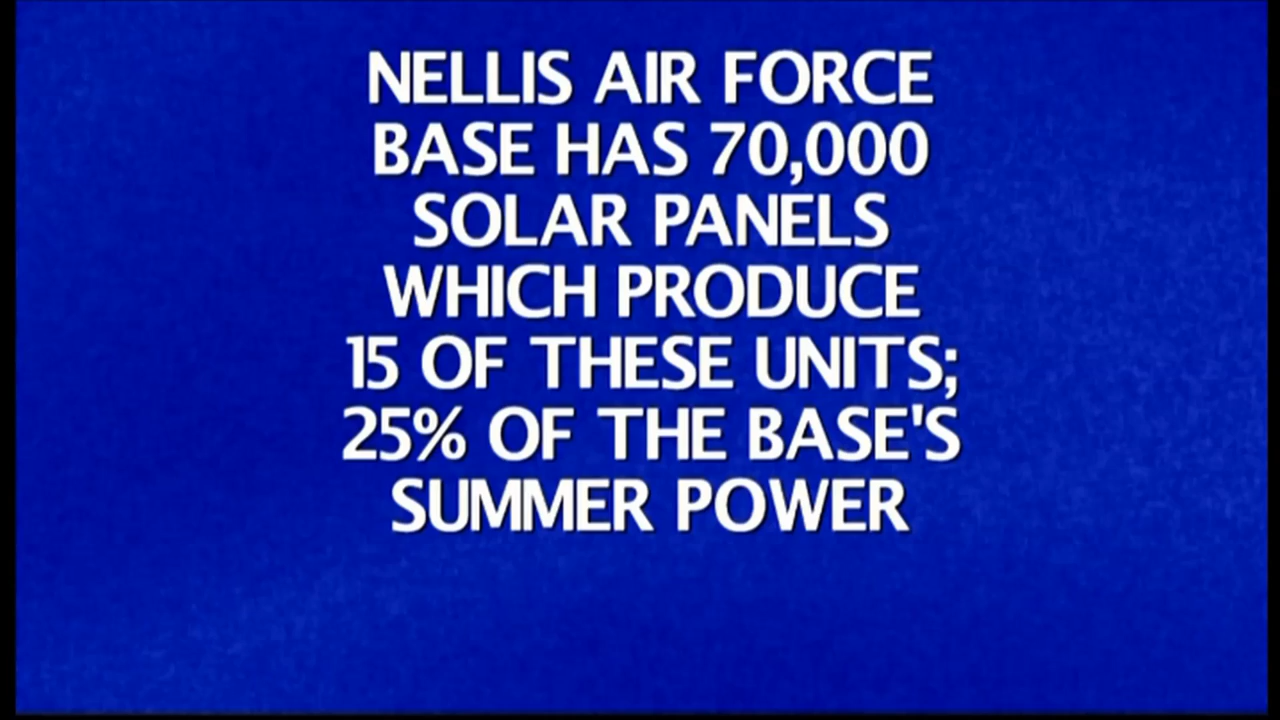 NELLIS AIR FORCE
BASE HAS 70,000
SOLAR PANELS
WHICH PRODUCE
15 OF THESE UNITS;
25% OF THE BASE'S
SUMMER POWER